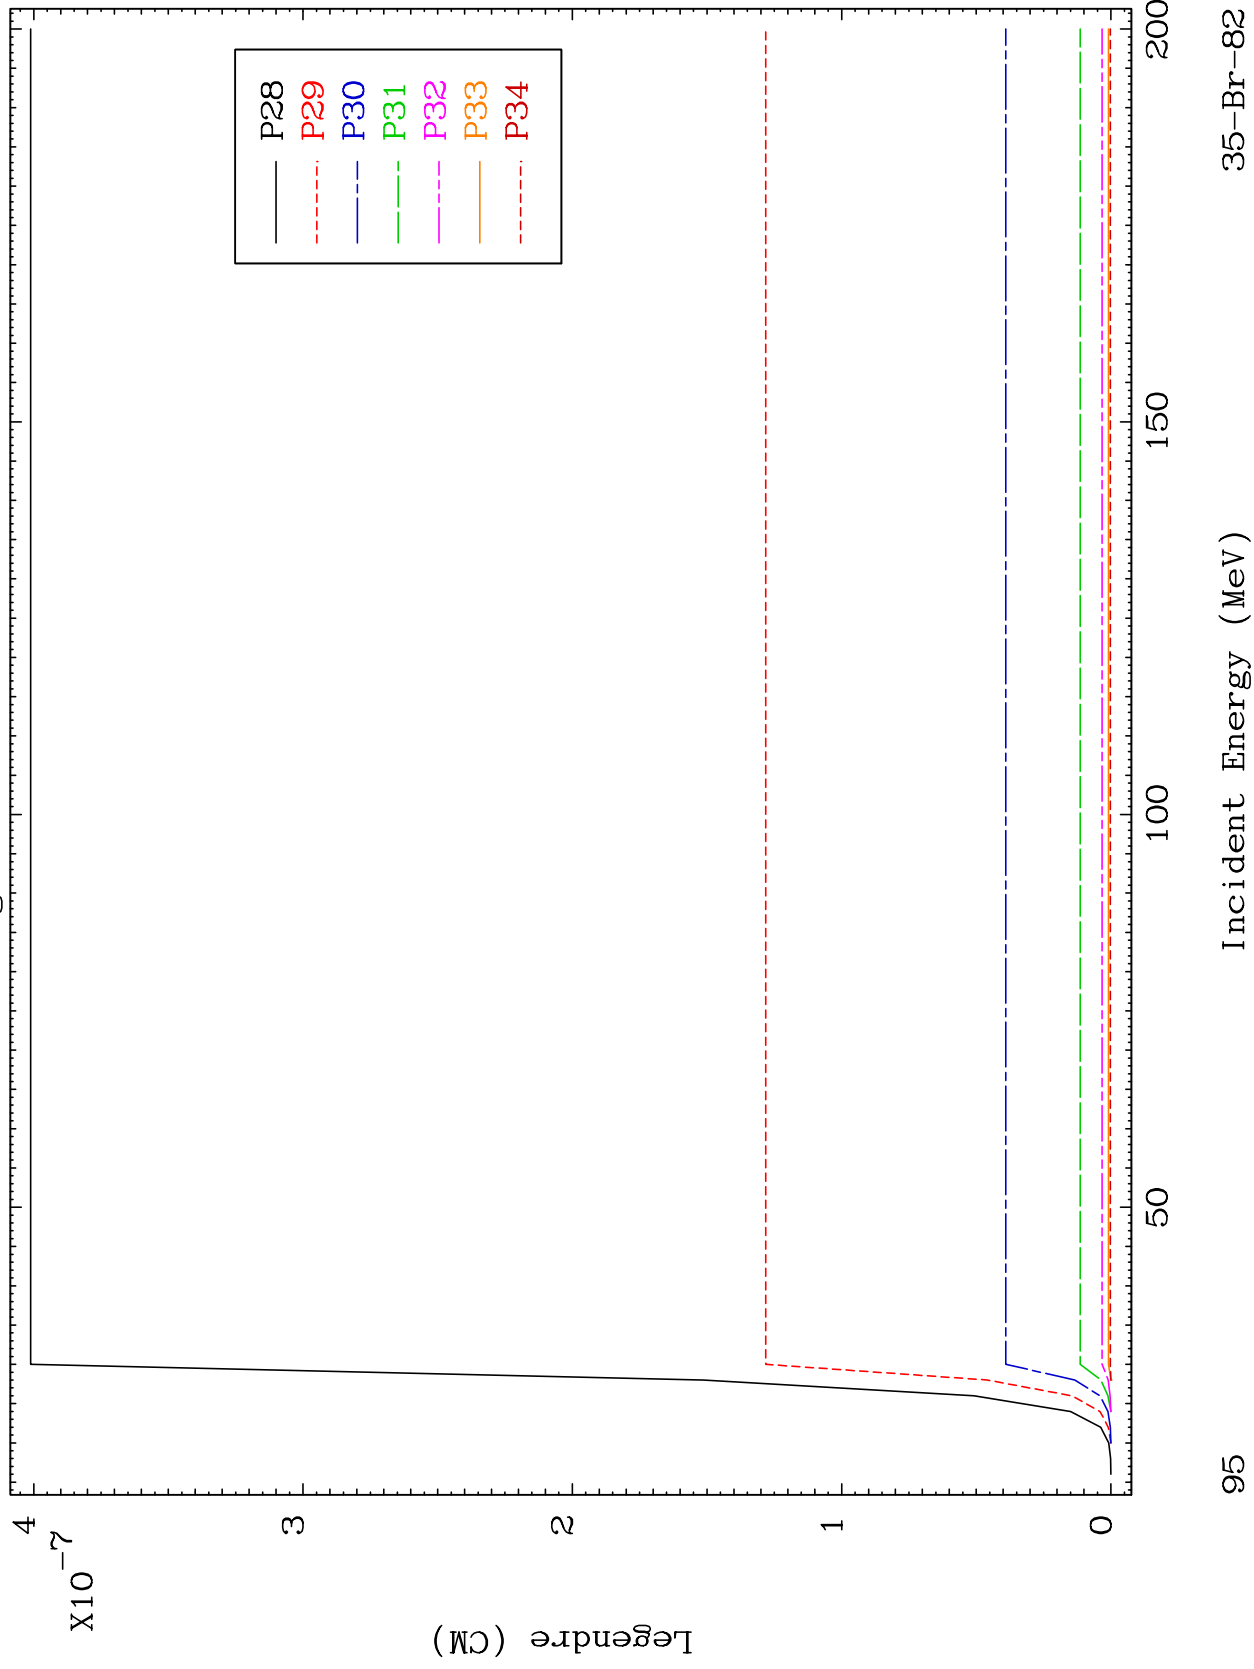 X10-7
4
3
2
1
0
Legendre (CM)
P28
P29
P30
P31
P32
P33
P34
50
100
150
200
95
Incident Energy (MeV)
35-Br-82